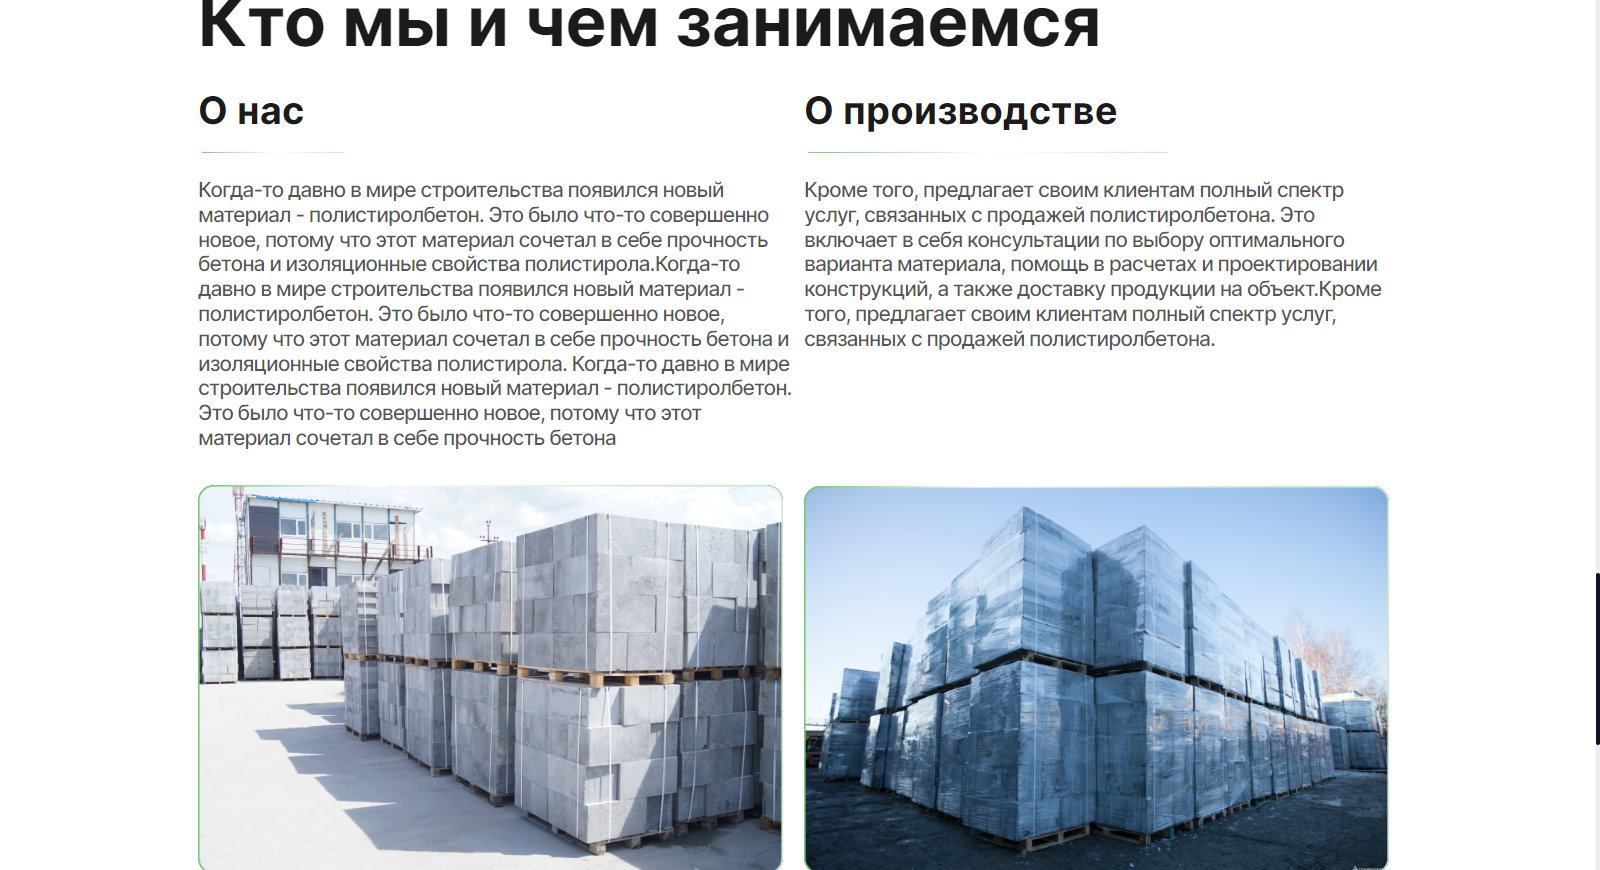 Кто мы и чем занимаемся
О нас
Когда-то давно в мире строительства появился новый
материал - полистиролбетон. Это было что-то совершенно
новое, потому что этот материал сочетал в себе прочность
бетона и изоляционные свойства полистирола.Когда-то
давно в мире строительства появился новый материал -
полистиролбетон. Это было что-то совершенно новое,
потому что этот материал сочетал в себе прочность бетона и
изоляционные свойства полистирола. Когда-то давно в мире
строительства появился новый материал - полистиролбетон.
Это было что-то совершенно новое, потому что этот
материал сочетал в себе прочность бетона
О производстве
Кроме того, предлагает своим клиентам полный спектр
услуг, связанных с продажей полистиролбетона. Это
включает в себя консультации по выбору оптимального
варианта материала, помощь в расчетах и проектировании
конструкций, а также доставку продукции на объект.Кроме
того, предлагает своим клиентам полный спектр услуг,
связанных с продажей полистиролбетона.